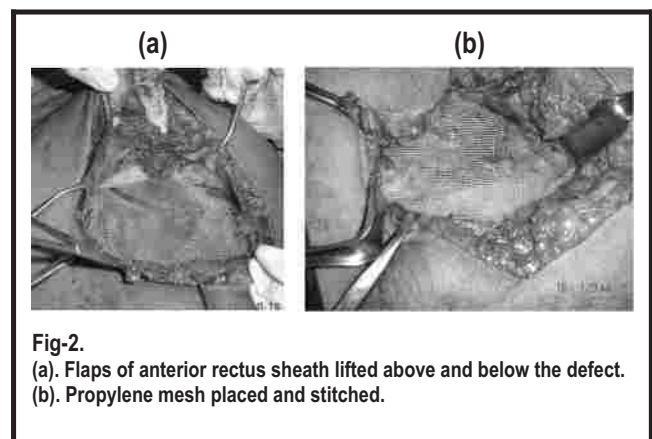 (a) (b)
Fig-2.
(a). Flaps of anterior rectus sheath lifted above and below the defect.
(b). Propylene mesh placed and stitched.